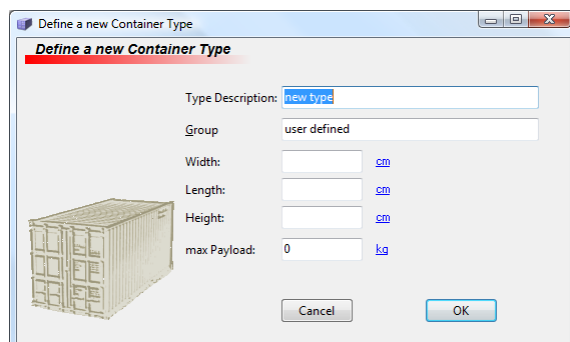 Define a new Container Type
Define a new Container Type
Type Description: new type
Group user defined
Width: cm
Length: cm
Height: cm
max Payload: 0 kg
Cancel OK